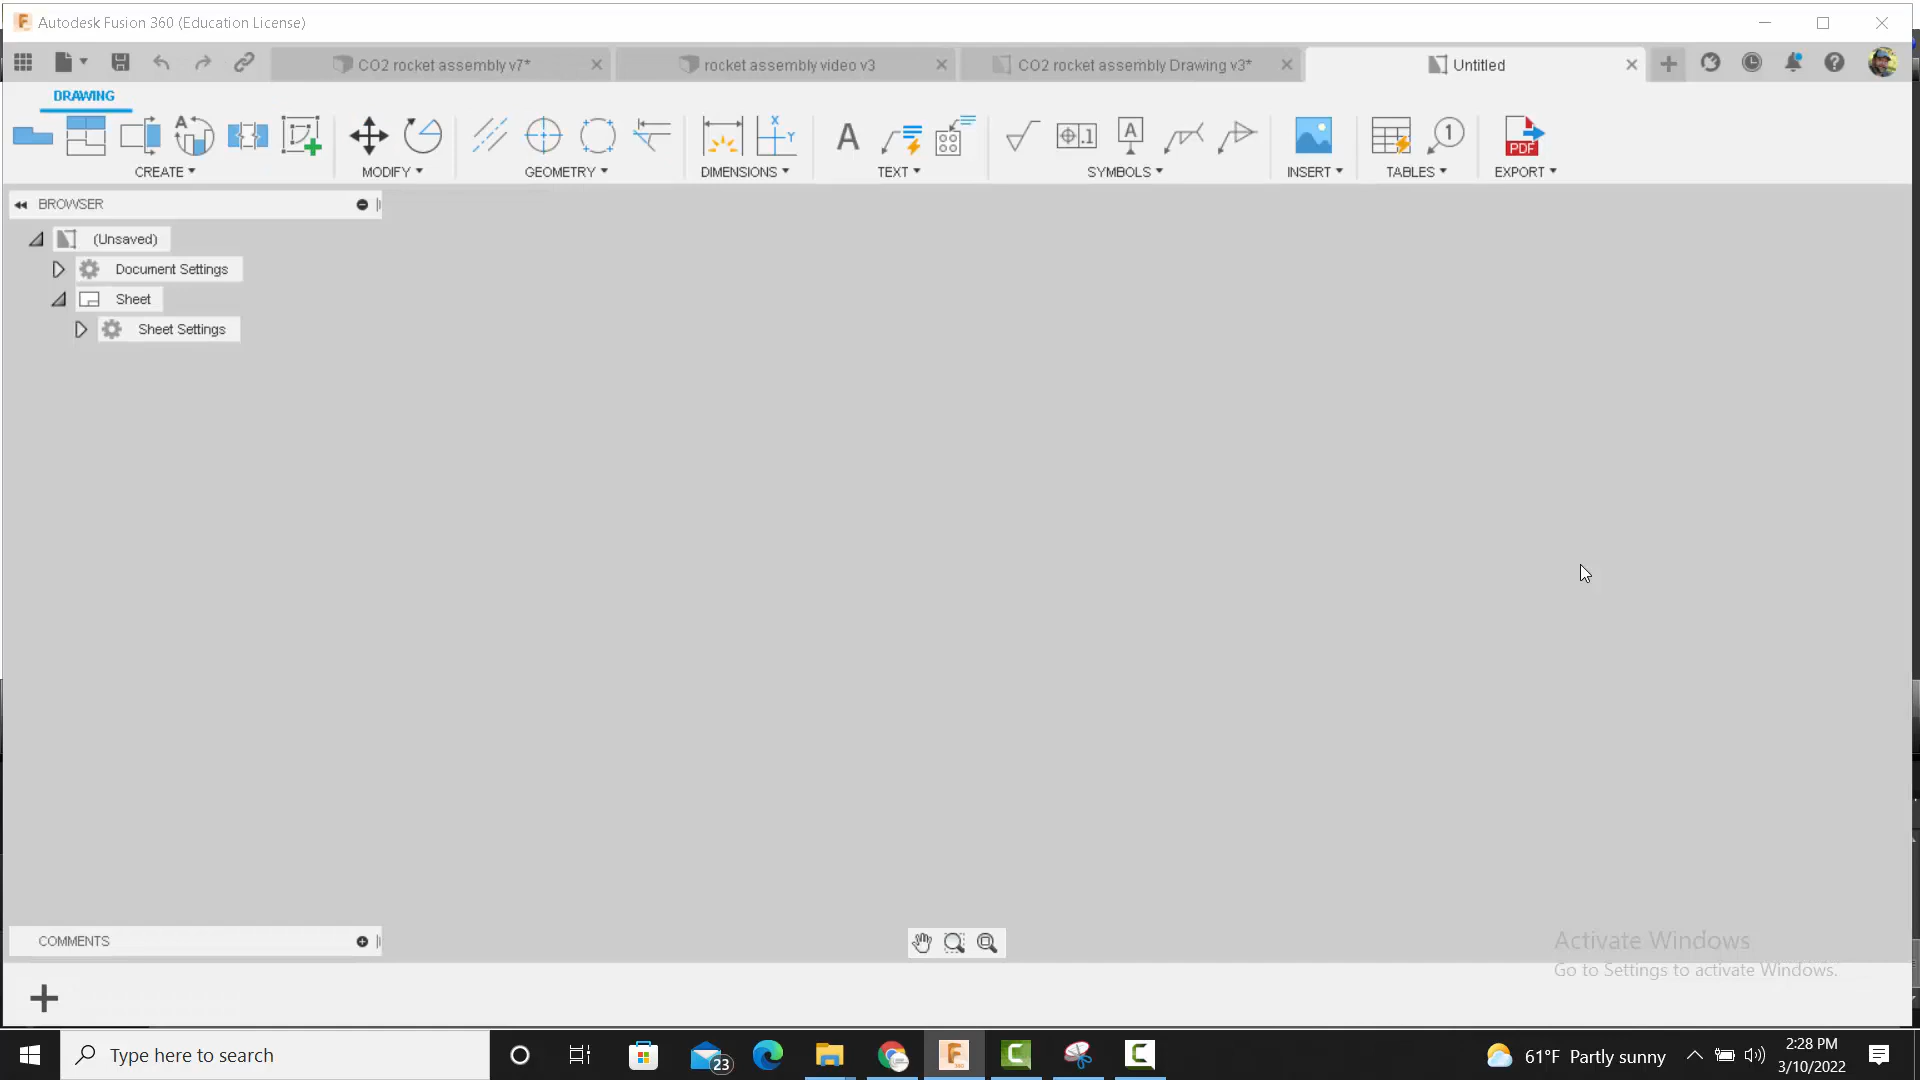 Autodesk Fusion 360 (Education License)
CO2 rocket assembly v7*
rocket assembly video v3
CO2 rocket assembly Drawing v3*
Untitled
DRAWING
CREATE
MODIFY
GEOMETRY
DIMENSIONS
TEXT
SYMBOLS
INSERT
TABLES
EXPORT
BROWSER
(Unsaved)
Document Settings
Sheet
Sheet Settings
COMMENTS
Activate Windows
Go to Settings to activate Windows.
Type here to search
23
61°F Partly sunny
2:28 PM
3/10/2022